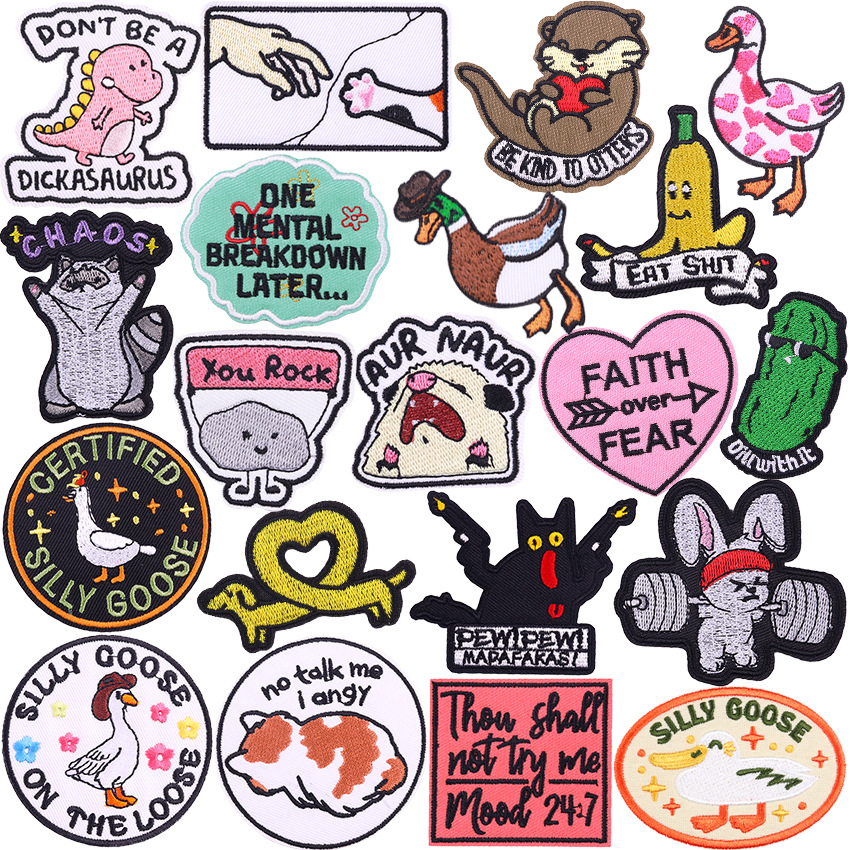 DON'T BE A
DICKASAURUS
BE KIND TO OTTERS
CHAOS
ONE
MENTAL
BREAKDOWN
LATER...
EAT SHIT
You Rock
AUR NAUR
FAITH
over
FEAR
Dill with it
CERTIFIED
SILLY GOOSE
PEW!PEW!
MADAFAKAS!
SILLY GOOSE
ON THE LOOSE
no talk me
i angy
Thou shall
not try me
Mood 24:7
SILLY GOOSE